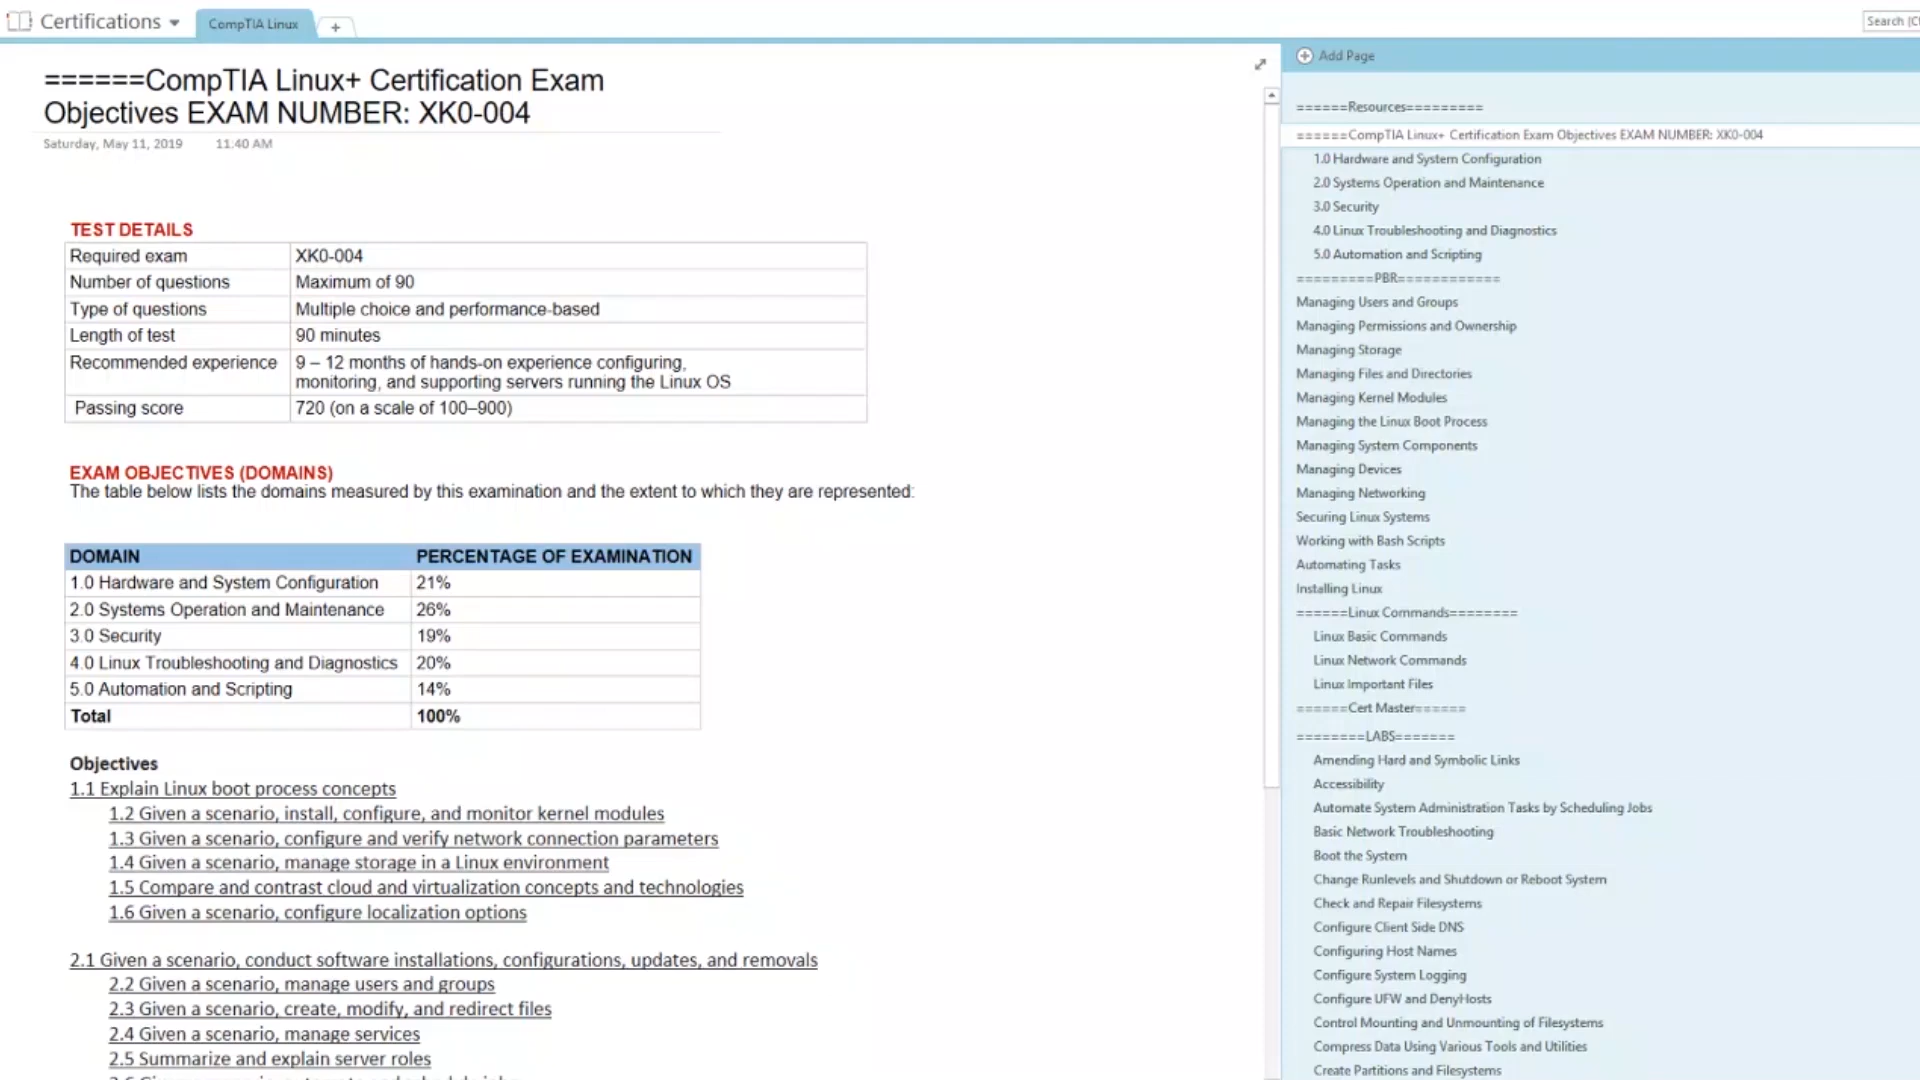 Certifications
CompTIA Linux
+
Search (C
======CompTIA Linux+ Certification Exam
Objectives EXAM NUMBER: XK0-004
Saturday, May 11, 2019 11:40 AM
TEST DETAILS
Required exam XK0-004
Number of questions Maximum of 90
Type of questions Multiple choice and performance-based
Length of test 90 minutes
Recommended experience 9 – 12 months of hands-on experience configuring,
monitoring, and supporting servers running the Linux OS
Passing score 720 (on a scale of 100–900)
EXAM OBJECTIVES (DOMAINS)
The table below lists the domains measured by this examination and the extent to which they are represented:
DOMAIN PERCENTAGE OF EXAMINATION
1.0 Hardware and System Configuration 21%
2.0 Systems Operation and Maintenance 26%
3.0 Security 19%
4.0 Linux Troubleshooting and Diagnostics 20%
5.0 Automation and Scripting 14%
Total 100%
Objectives
1.1 Explain Linux boot process concepts
1.2 Given a scenario, install, configure, and monitor kernel modules
1.3 Given a scenario, configure and verify network connection parameters
1.4 Given a scenario, manage storage in a Linux environment
1.5 Compare and contrast cloud and virtualization concepts and technologies
1.6 Given a scenario, configure localization options
2.1 Given a scenario, conduct software installations, configurations, updates, and removals
2.2 Given a scenario, manage users and groups
2.3 Given a scenario, create, modify, and redirect files
2.4 Given a scenario, manage services
2.5 Summarize and explain server roles
Add Page
======Resources=========
======CompTIA Linux+ Certification Exam Objectives EXAM NUMBER: XK0-004
1.0 Hardware and System Configuration
2.0 Systems Operation and Maintenance
3.0 Security
4.0 Linux Troubleshooting and Diagnostics
5.0 Automation and Scripting
=========PBR============
Managing Users and Groups
Managing Permissions and Ownership
Managing Storage
Managing Files and Directories
Managing Kernel Modules
Managing the Linux Boot Process
Managing System Components
Managing Devices
Managing Networking
Securing Linux Systems
Working with Bash Scripts
Automating Tasks
Installing Linux
======Linux Commands========
Linux Basic Commands
Linux Network Commands
Linux Important Files
======Cert Master======
========LABS=======
Amending Hard and Symbolic Links
Accessibility
Automate System Administration Tasks by Scheduling Jobs
Basic Network Troubleshooting
Boot the System
Change Runlevels and Shutdown or Reboot System
Check and Repair Filesystems
Configure Client Side DNS
Configuring Host Names
Configure System Logging
Configure UFW and DenyHosts
Control Mounting and Unmounting of Filesystems
Compress Data Using Various Tools and Utilities
Create Partitions and Filesystems